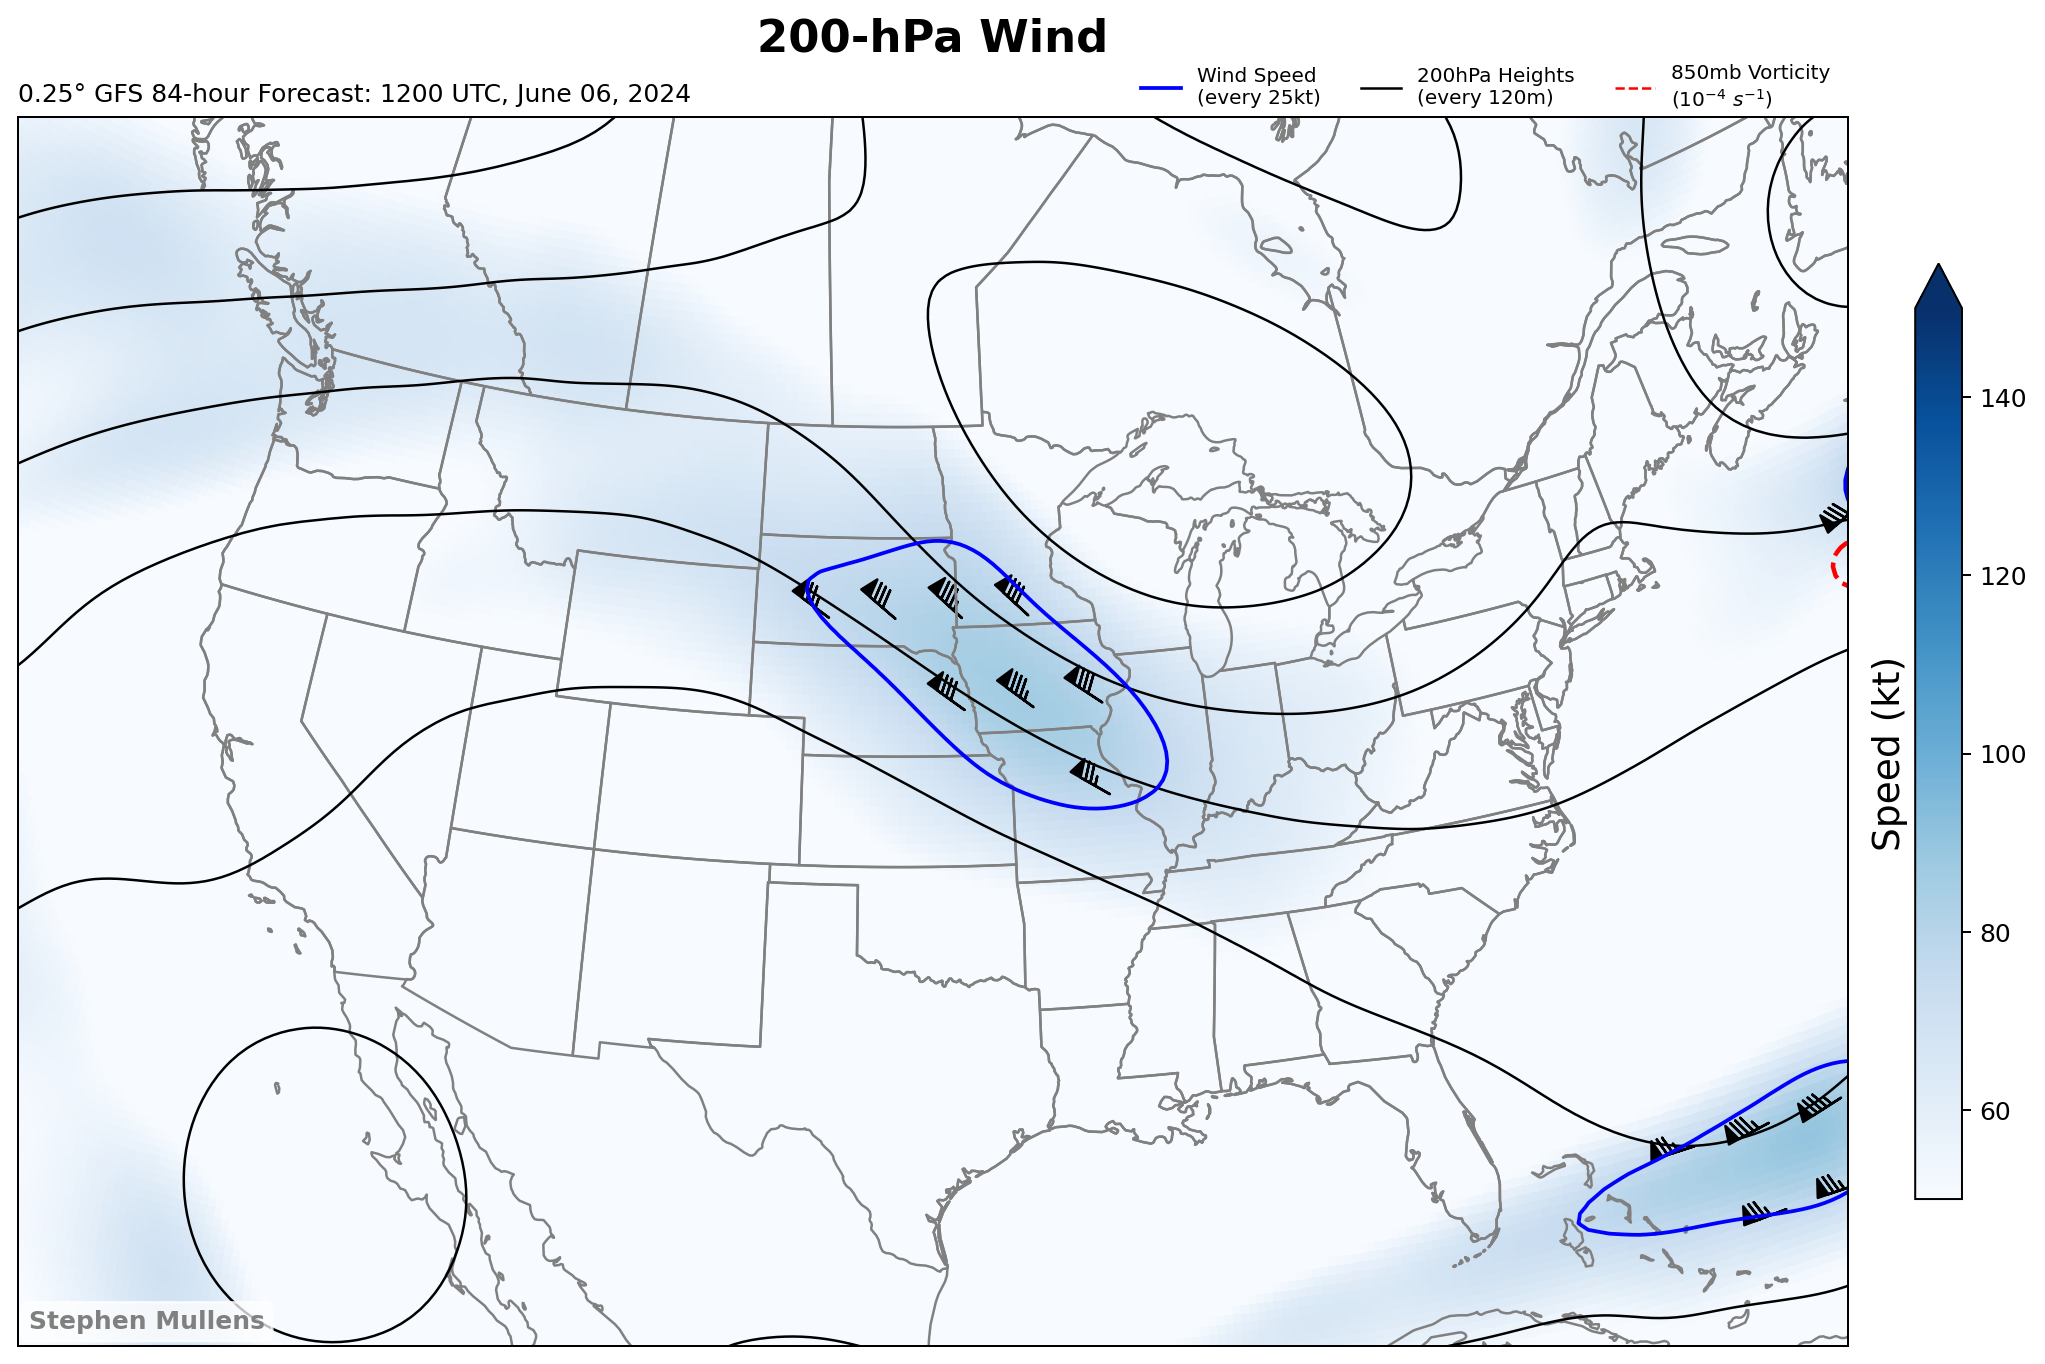 200-hPa Wind
0.25° GFS 84-hour Forecast: 1200 UTC, June 06, 2024
Wind Speed
(every 25kt)
200hPa Heights
(every 120m)
850mb Vorticity
(10⁻⁴ s⁻¹)
140
120
100
80
60
Speed (kt)
Stephen Mullens